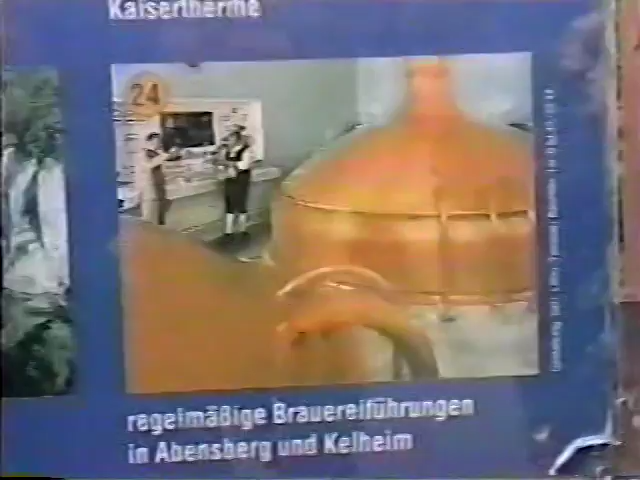 Kaisertherme
24
regelmäßige Brauereiführungen
in Abensberg und Kelheim